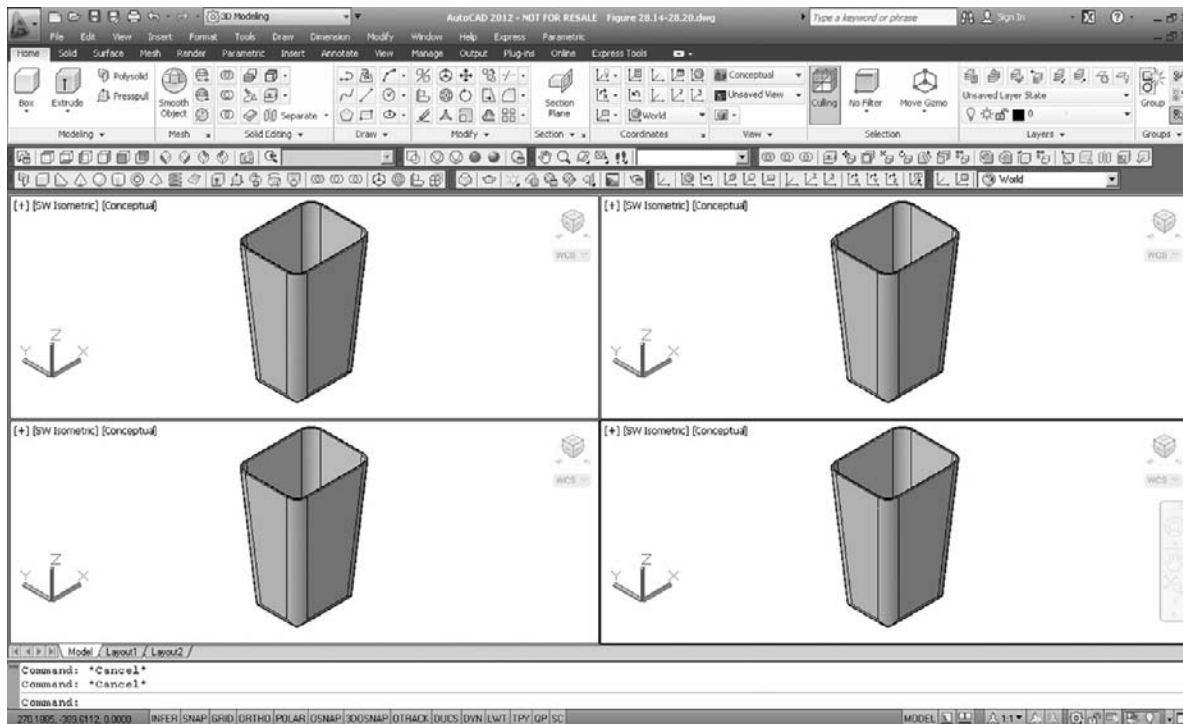 3D Modeling
AutoCAD 2012 - NOT FOR RESALE Figure 28.14-28.20.dwg
Type a keyword or phrase
Sign In
File Edit View Insert Format Tools Draw Dimension Modify Window Help Express Parametric
Home Solid Surface Mesh Render Parametric Insert Annotate View Manage Output Plug-ins Online Express Tools
Box
Extrude
Polysolid
Presspull
Smooth Object
Separate
Section Plane
World
Conceptual
Unsaved View
Culling
No Filter
Move Gizmo
Unsaved Layer State
0
Group
Modeling Mesh Solid Editing Draw Modify Section Coordinates View Selection Layers Groups
World
[+] [SW Isometric] [Conceptual]
WCS
Z
Y X
[+] [SW Isometric] [Conceptual]
WCS
Z
Y X
[+] [SW Isometric] [Conceptual]
WCS
Z
Y X
[+] [SW Isometric] [Conceptual]
WCS
Z
Y X
Model Layout1 Layout2
Command: *Cancel*
Command: *Cancel*
Command:
270.1885, -389.6112, 0.0000 INFER SNAP GRID ORTHO POLAR OSNAP 3DOSNAP OTRACK DUCS DYN LWT TPY QP SC MODEL 1:1